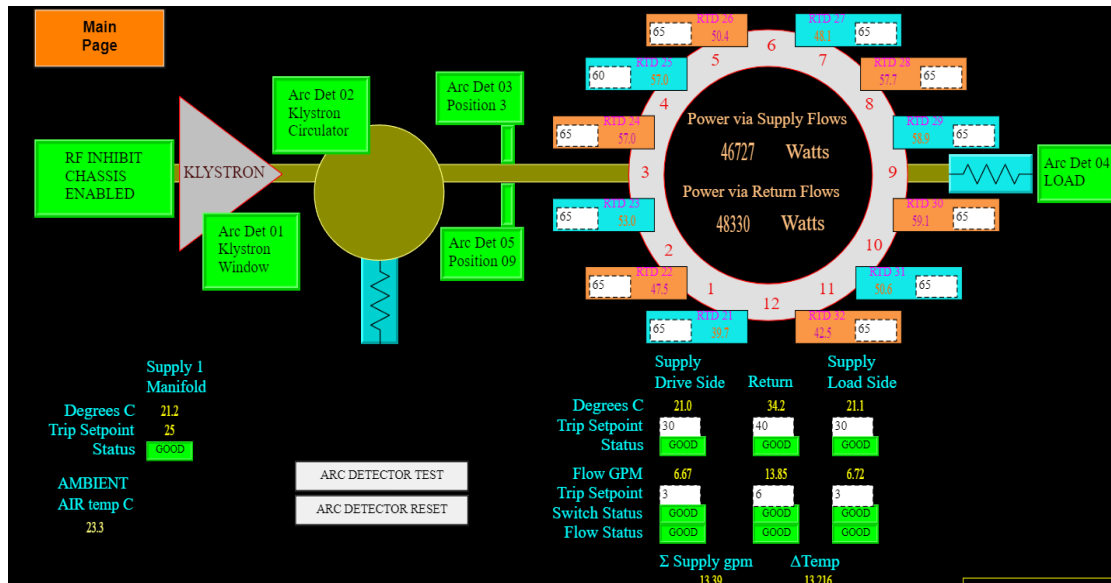 Main
Page
RF INHIBIT
CHASSIS
ENABLED
KLYSTRON
Arc Det 02
Klystron
Circulator
Arc Det 01
Klystron
Window
Arc Det 03
Position 3
Arc Det 05
Position 09
65 RTD 26 50.4
RTD 27 48.1 65
60 RTD 25 57.0
RTD 28 57.7 65
65 RTD 24 57.0
RTD 29 58.9 65
65 RTD 23 53.0
RTD 30 59.1 65
65 RTD 22 47.5
RTD 31 50.6 65
65 RTD 21 39.7
RTD 32 42.5 65
1
2
3
4
5
6
7
8
9
10
11
12
Power via Supply Flows
46727 Watts
Power via Return Flows
48330 Watts
Arc Det 04
LOAD
Supply 1
Manifold
Degrees C 21.2
Trip Setpoint 25
Status GOOD
AMBIENT
AIR temp C
23.3
ARC DETECTOR TEST
ARC DETECTOR RESET
Supply Supply
Drive Side Return Load Side
Degrees C 21.0 34.2 21.1
Trip Setpoint 30 40 30
Status GOOD GOOD GOOD
Flow GPM 6.67 13.85 6.72
Trip Setpoint 3 6 3
Switch Status GOOD GOOD GOOD
Flow Status GOOD GOOD GOOD
Σ Supply gpm ΔTemp
13.39 13.216